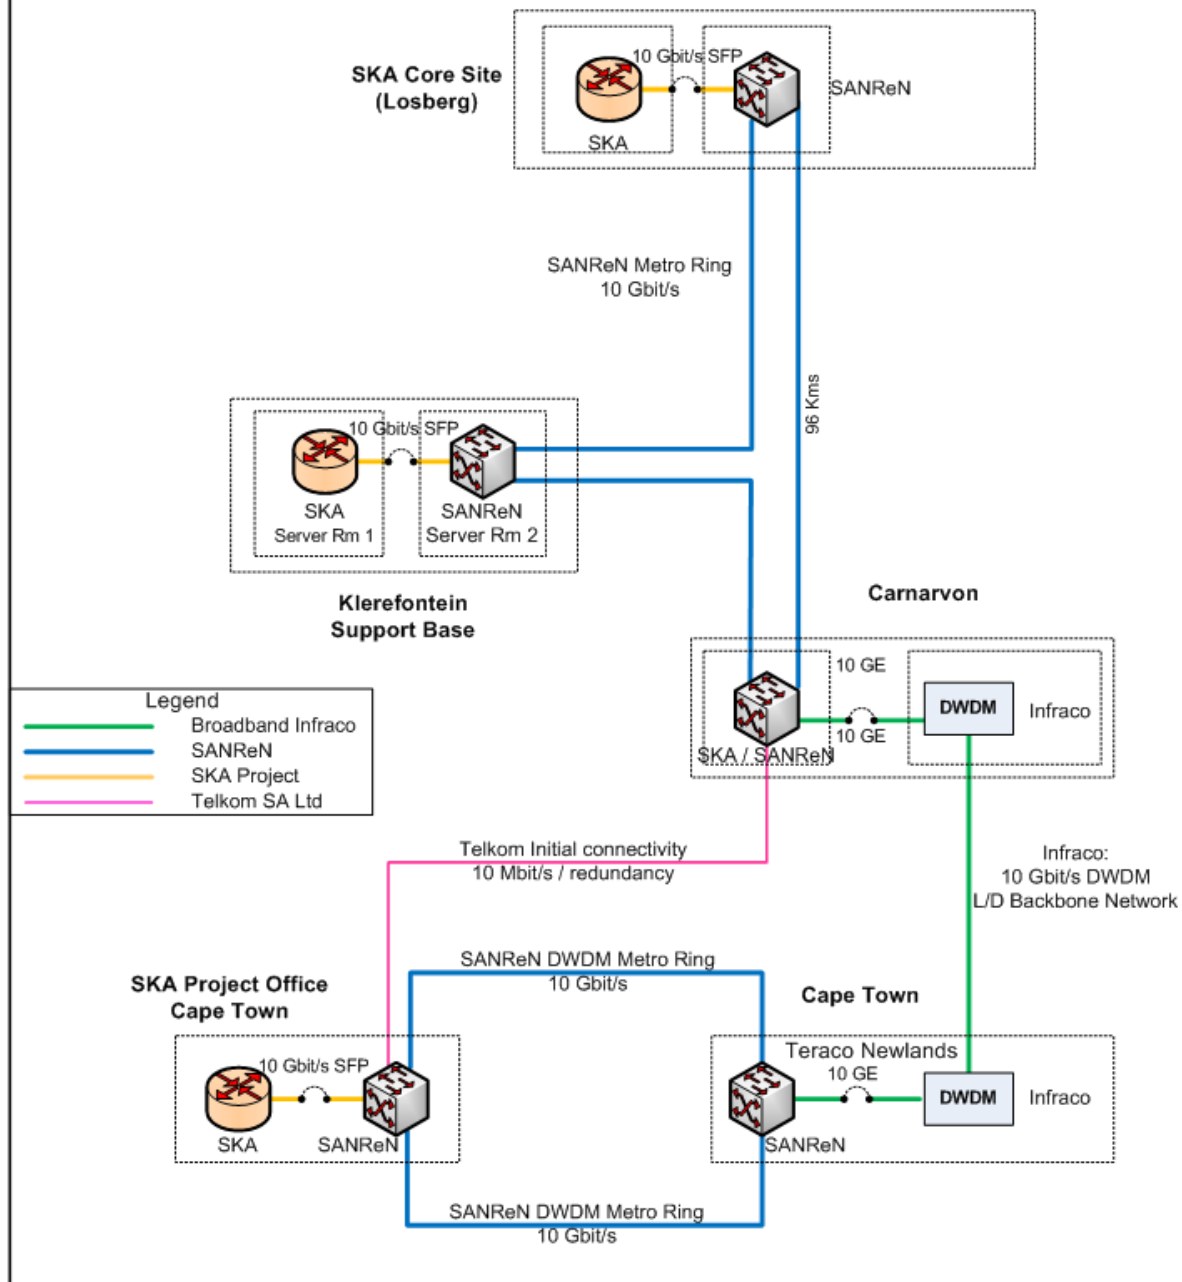 SKA Core Site
(Losberg)
10 Gbit/s SFP
SANReN
SKA
SANReN Metro Ring
10 Gbit/s
96 Kms
10 Gbit/s SFP
SKA
Server Rm 1
SANReN
Server Rm 2
Klerefontein
Support Base
Carnarvon
10 GE
DWDM
Infraco
10 GE
SKA / SANReN
Legend
Broadband Infraco
SANReN
SKA Project
Telkom SA Ltd
Telkom Initial connectivity
10 Mbit/s / redundancy
Infraco:
10 Gbit/s DWDM
L/D Backbone Network
SANReN DWDM Metro Ring
10 Gbit/s
SKA Project Office
Cape Town
Cape Town
10 Gbit/s SFP
SKA
SANReN
Teraco Newlands
10 GE
DWDM
Infraco
SANReN
SANReN DWDM Metro Ring
10 Gbit/s